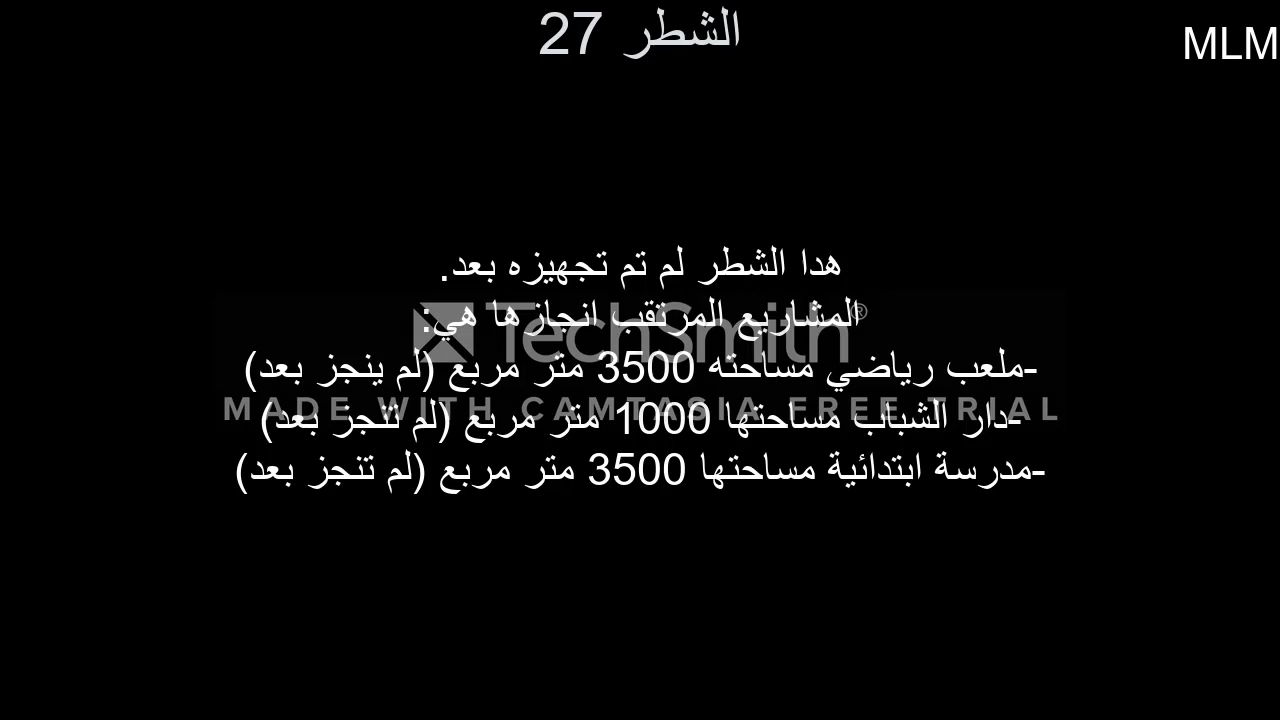 الشطر 27
MLM
هدا الشطر لم تم تجهيزه بعد.
المشاريع المرتقب انجازها هي:
-ملعب رياضي مساحته 3500 متر مربع (لم ينجز بعد)
-دار الشباب مساحتها 1000 متر مربع (لم تنجز بعد)
-مدرسة ابتدائية مساحتها 3500 متر مربع (لم تنجز بعد)
TechSmith®
MADE WITH CAMTASIA FREE TRIAL